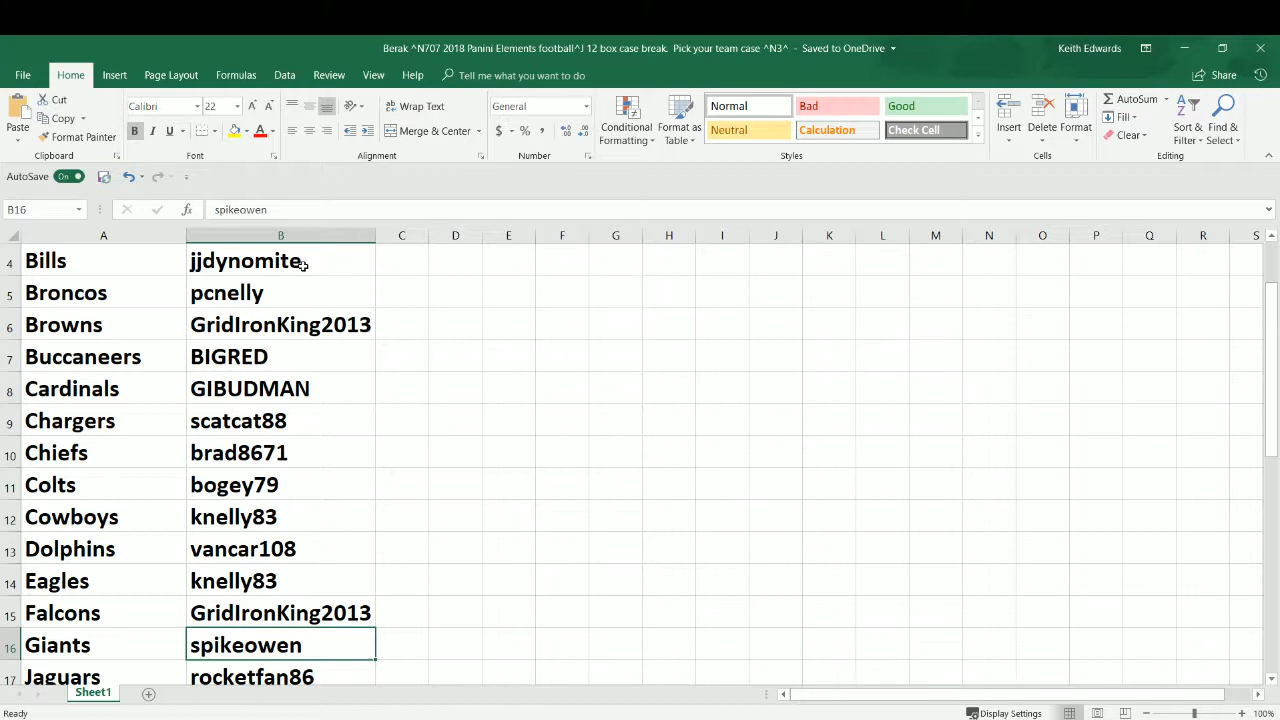 Berak ^N707 2018 Panini Elements football^J 12 box case break. Pick your team case ^N3^ - Saved to OneDrive
Keith Edwards
File Home Insert Page Layout Formulas Data Review View Help Tell me what you want to do Share
Paste
Cut
Copy
Format Painter
Clipboard
Calibri 22
B I U
Font
Wrap Text
Merge & Center
Alignment
General
$ % ,
Number
Conditional Formatting
Format as Table
Normal Bad Good
Neutral Calculation Check Cell
Styles
Insert Delete Format
Cells
AutoSum
Fill
Clear
Sort & Filter
Find & Select
Editing
AutoSave On
B16 fx spikeowen
A B C D E F G H I J K L M N O P Q R S
4 Bills jjdynomite
5 Broncos pcnelly
6 Browns GridIronKing2013
7 Buccaneers BIGRED
8 Cardinals GIBUDMAN
9 Chargers scatcat88
10 Chiefs brad8671
11 Colts bogey79
12 Cowboys knelly83
13 Dolphins vancar108
14 Eagles knelly83
15 Falcons GridIronKing2013
16 Giants spikeowen
17 Jaguars rocketfan86
Sheet1
Ready Display Settings 100%